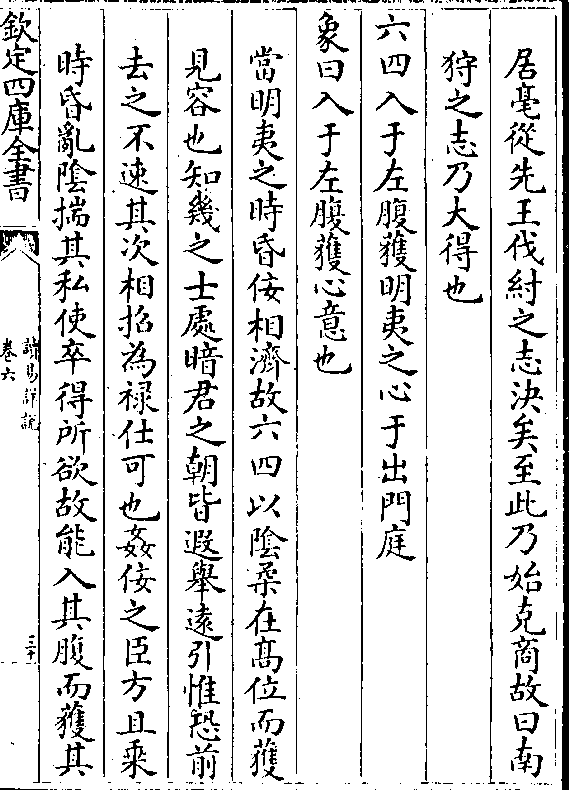 居亳從先王伐紂之志決矣至此乃始克商故曰南
狩之志乃大得也
六四入于左腹獲明夷之心于出門庭
象曰入于左腹獲心意也
當明夷之時昏佞相濟故六四以陰柔在髙位而獲
見容也知幾之士處暗君之朝皆遐舉遠引惟恐前
去之不速其次相招為禄仕可也姦佞之臣方且乘
時昏亂陰揣其私使卒得所欲故能入其腹而獲其
欽定四庫全書
讀易詳說
卷六
三十